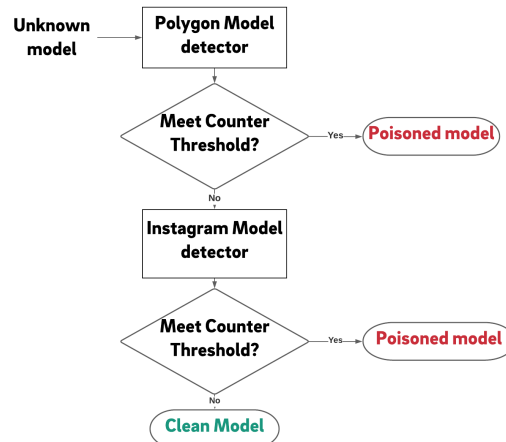 Unknown
model
Polygon Model
detector
Meet Counter
Threshold?
Yes
Poisoned model
No
Instagram Model
detector
Meet Counter
Threshold?
Yes
Poisoned model
No
Clean Model